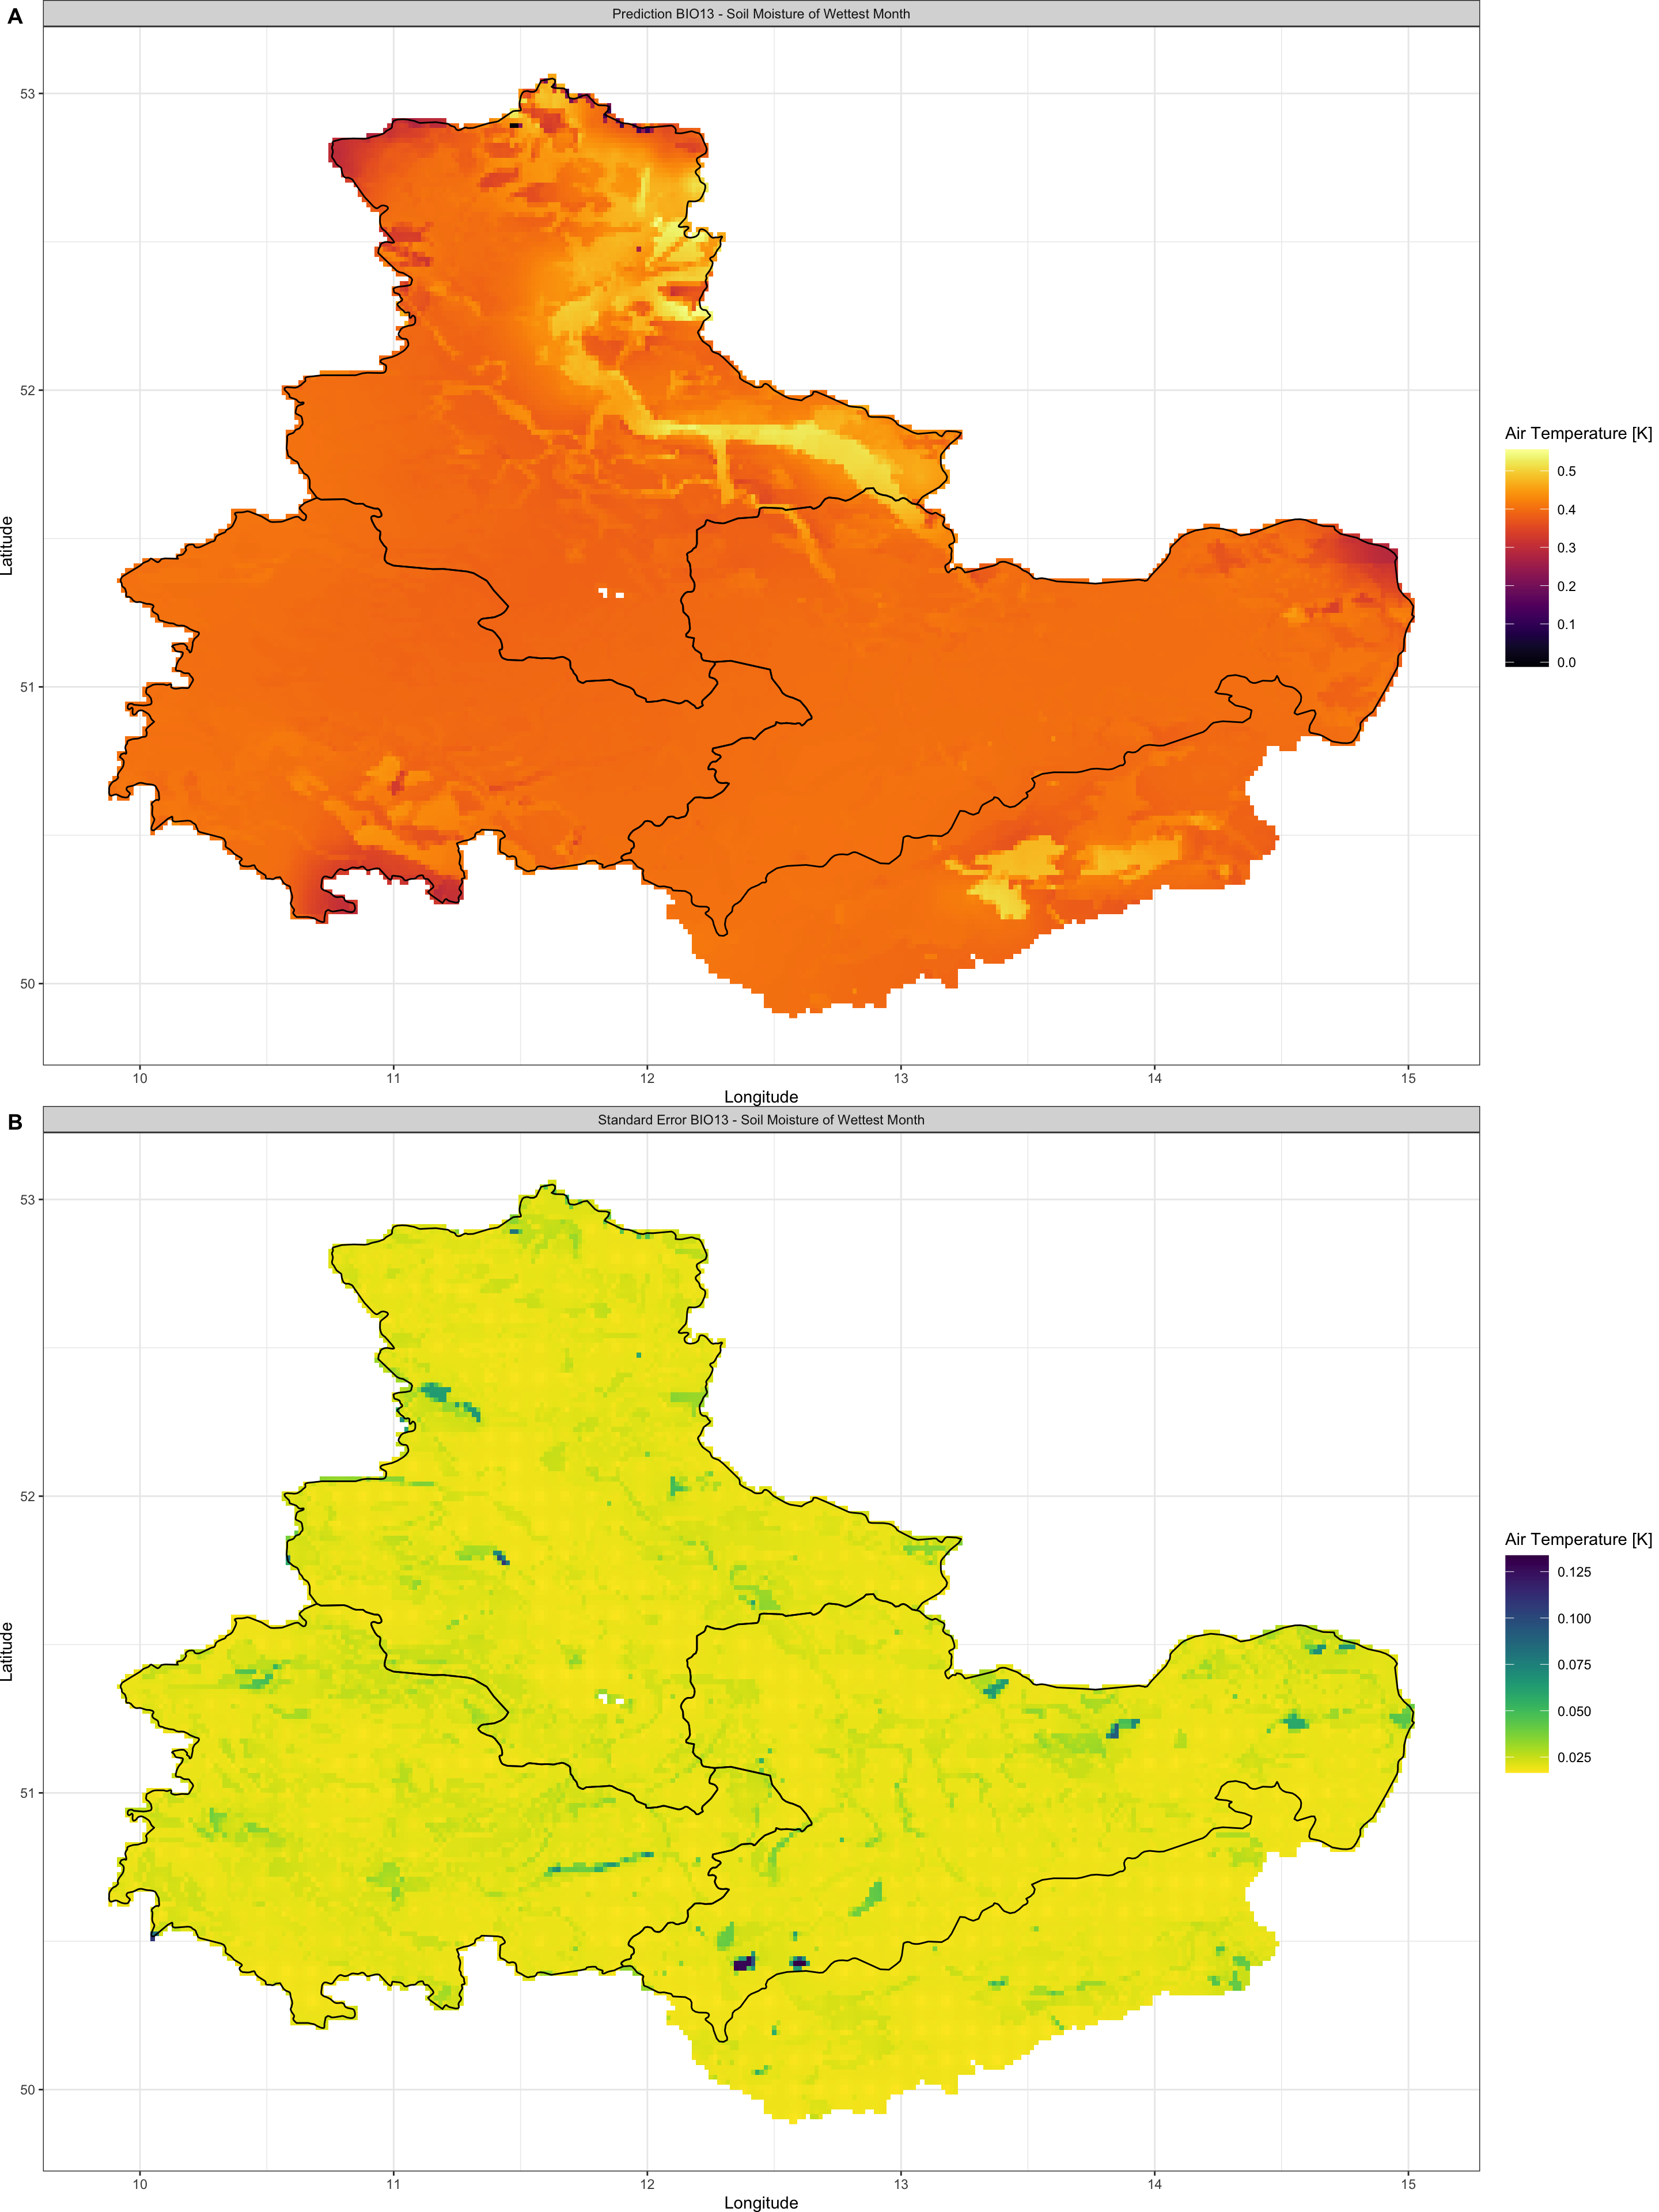 A
Prediction BIO13 - Soil Moisture of Wettest Month
53
52
51
50
Latitude
10 11 12 13 14 15
Longitude
Air Temperature [K]
0.5
0.4
0.3
0.2
0.1
0.0
B
Standard Error BIO13 - Soil Moisture of Wettest Month
53
52
51
50
Latitude
10 11 12 13 14 15
Longitude
Air Temperature [K]
0.125
0.100
0.075
0.050
0.025